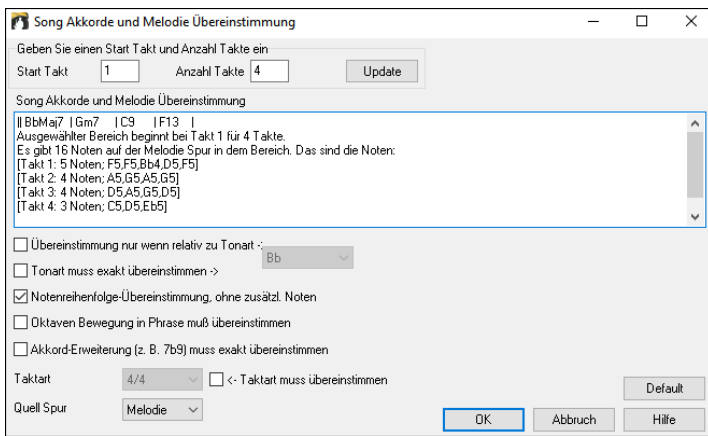 Song Akkorde und Melodie Übereinstimmung
Geben Sie einen Start Takt und Anzahl Takte ein
Start Takt 1 Anzahl Takte 4 Update
Song Akkorde und Melodie Übereinstimmung
|| BbMaj7 | Gm7 | C9 | F13 |
Ausgewählter Bereich beginnt bei Takt 1 für 4 Takte.
Es gibt 16 Noten auf der Melodie Spur in dem Bereich. Das sind die Noten:
[Takt 1: 5 Noten; F5,F5,Bb4,D5,F5]
[Takt 2: 4 Noten; A5,G5,A5,G5]
[Takt 3: 4 Noten; D5,A5,G5,D5]
[Takt 4: 3 Noten; C5,D5,Eb5]
Übereinstimmung nur wenn relativ zu Tonart -:
Bb
Tonart muss exakt übereinstimmen ->
Notenreihenfolge-Übereinstimmung, ohne zusätzl. Noten
Oktaven Bewegung in Phrase muß übereinstimmen
Akkord-Erweiterung (z. B. 7b9) muss exakt übereinstimmen
Taktart 4/4 <- Taktart muss übereinstimmen
Default
Quell Spur Melodie
OK Abbruch Hilfe